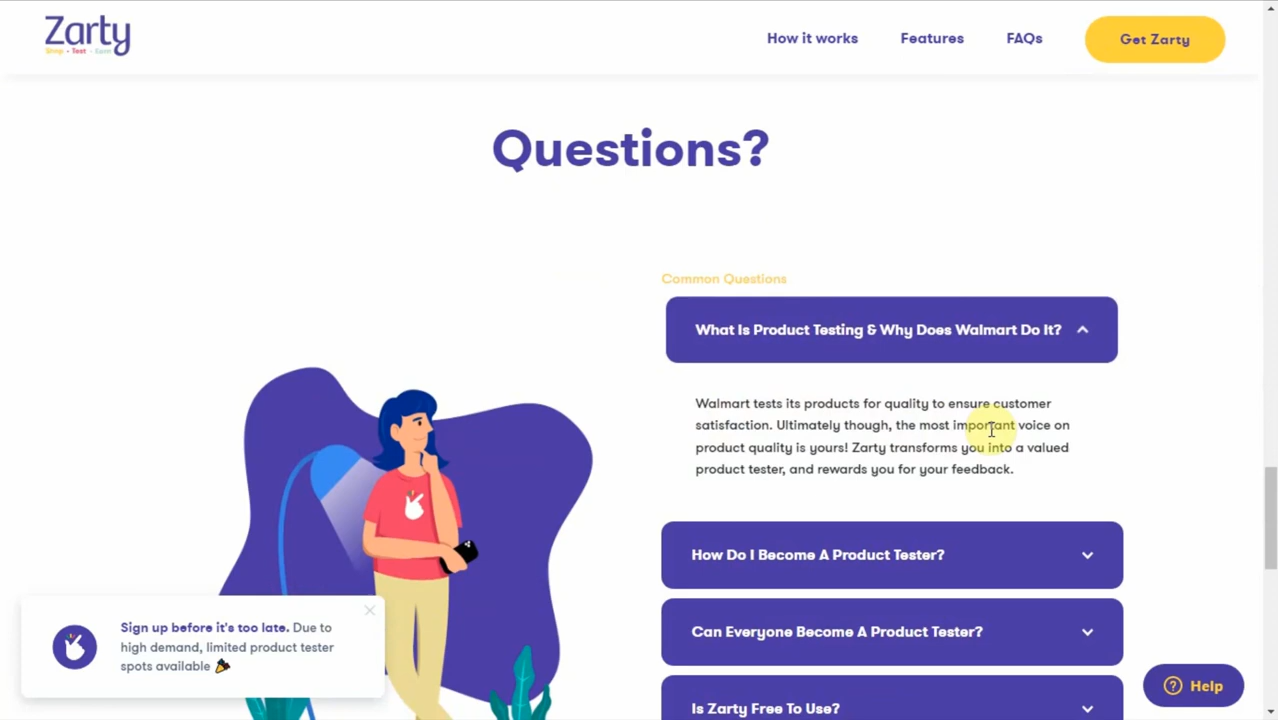 Zarty
Shop • Test • Earn
How it works
Features
FAQs
Get Zarty
Questions?
Common Questions
What Is Product Testing & Why Does Walmart Do It?
Walmart tests its products for quality to ensure customer
satisfaction. Ultimately though, the most important voice on
product quality is yours! Zarty transforms you into a valued
product tester, and rewards you for your feedback.
How Do I Become A Product Tester?
Can Everyone Become A Product Tester?
Is Zarty Free To Use?
Sign up before it's too late. Due to
high demand, limited product tester
spots available
Help